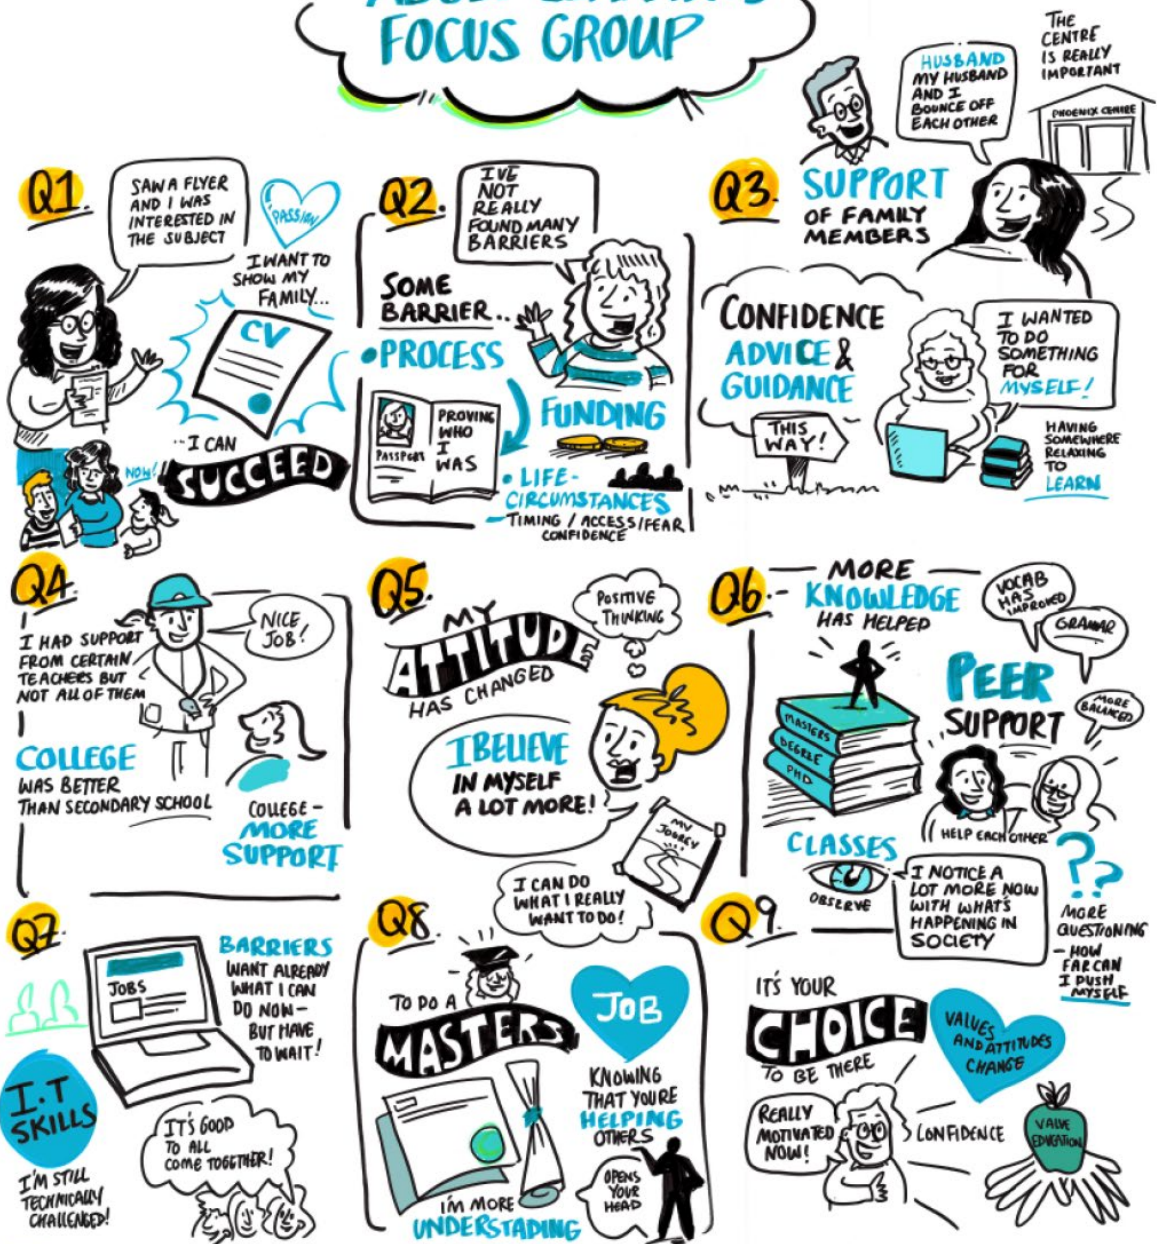 FOCUS GROUP
Q1.
SAW A FLYER
AND I WAS
INTERESTED IN
THE SUBJECT
PASSION
I WANT TO
SHOW MY
FAMILY...
CV
...I CAN
NOW!
SUCCEED
Q2.
I'VE
NOT
REALLY
FOUND MANY
BARRIERS
SOME
BARRIER..
•PROCESS
PASSPORT
PROVING
WHO
I
WAS
FUNDING
•LIFE-
CIRCUMSTANCES
-TIMING / ACCESS/FEAR
CONFIDENCE
Q3.
HUSBAND
MY HUSBAND
AND I
BOUNCE OFF
EACH OTHER
THE
CENTRE
IS REALLY
IMPORTANT
PHOENIX CENTRE
SUPPORT
OF FAMILY
MEMBERS
CONFIDENCE
ADVICE &
GUIDANCE
THIS
WAY!
I WANTED
TO DO
SOMETHING
FOR
MYSELF!
HAVING
SOMEWHERE
RELAXING
TO
LEARN
Q4.
I HAD SUPPORT
FROM CERTAIN
TEACHERS BUT
NOT ALL OF THEM
NICE
JOB!
COLLEGE
WAS BETTER
THAN SECONDARY SCHOOL
COLLEGE-
MORE
SUPPORT
Q5.
MY
ATTITUDE
HAS CHANGED
POSITIVE
THINKING
I BELIEVE
IN MYSELF
A LOT MORE!
MY
JOUREY
I CAN DO
WHAT I REALLY
WANT TO DO!
Q6.-
MORE
KNOWLEDGE
HAS HELPED
VOCAB
HAS
IMPROVED
GRAMAR
MORE
BALANCED
MASTERS
DEGREE
PHD
PEER
SUPPORT
HELP EACH OTHER
CLASSES
OBSERVE
I NOTICE A
LOT MORE NOW
WITH WHAT'S
HAPPENING IN
SOCIETY
??
MORE
QUESTIONING
- HOW
FAR CAN
I PUSH
MYSELF
Q7.
JOBS
BARRIERS
WANT ALREADY
WHAT I CAN
DO NOW-
BUT HAVE
TO WAIT!
I.T
SKILLS
I'M STILL
TECHNICALLY
CHALLENGED!
IT'S GOOD
TO ALL
COME TOGETHER!
Q8.
TO DO A
MASTERS
JOB
KNOWING
THAT YOU'RE
HELPING
OTHERS
OPENS
YOUR
HEAD
I'M MORE
UNDERSTADING
Q9.
IT'S YOUR
CHOICE
TO BE THERE
VALUES
AND ATTITUDES
CHANGE
REALLY
MOTIVATED
NOW!
CONFIDENCE
VALUE
EDUCATION